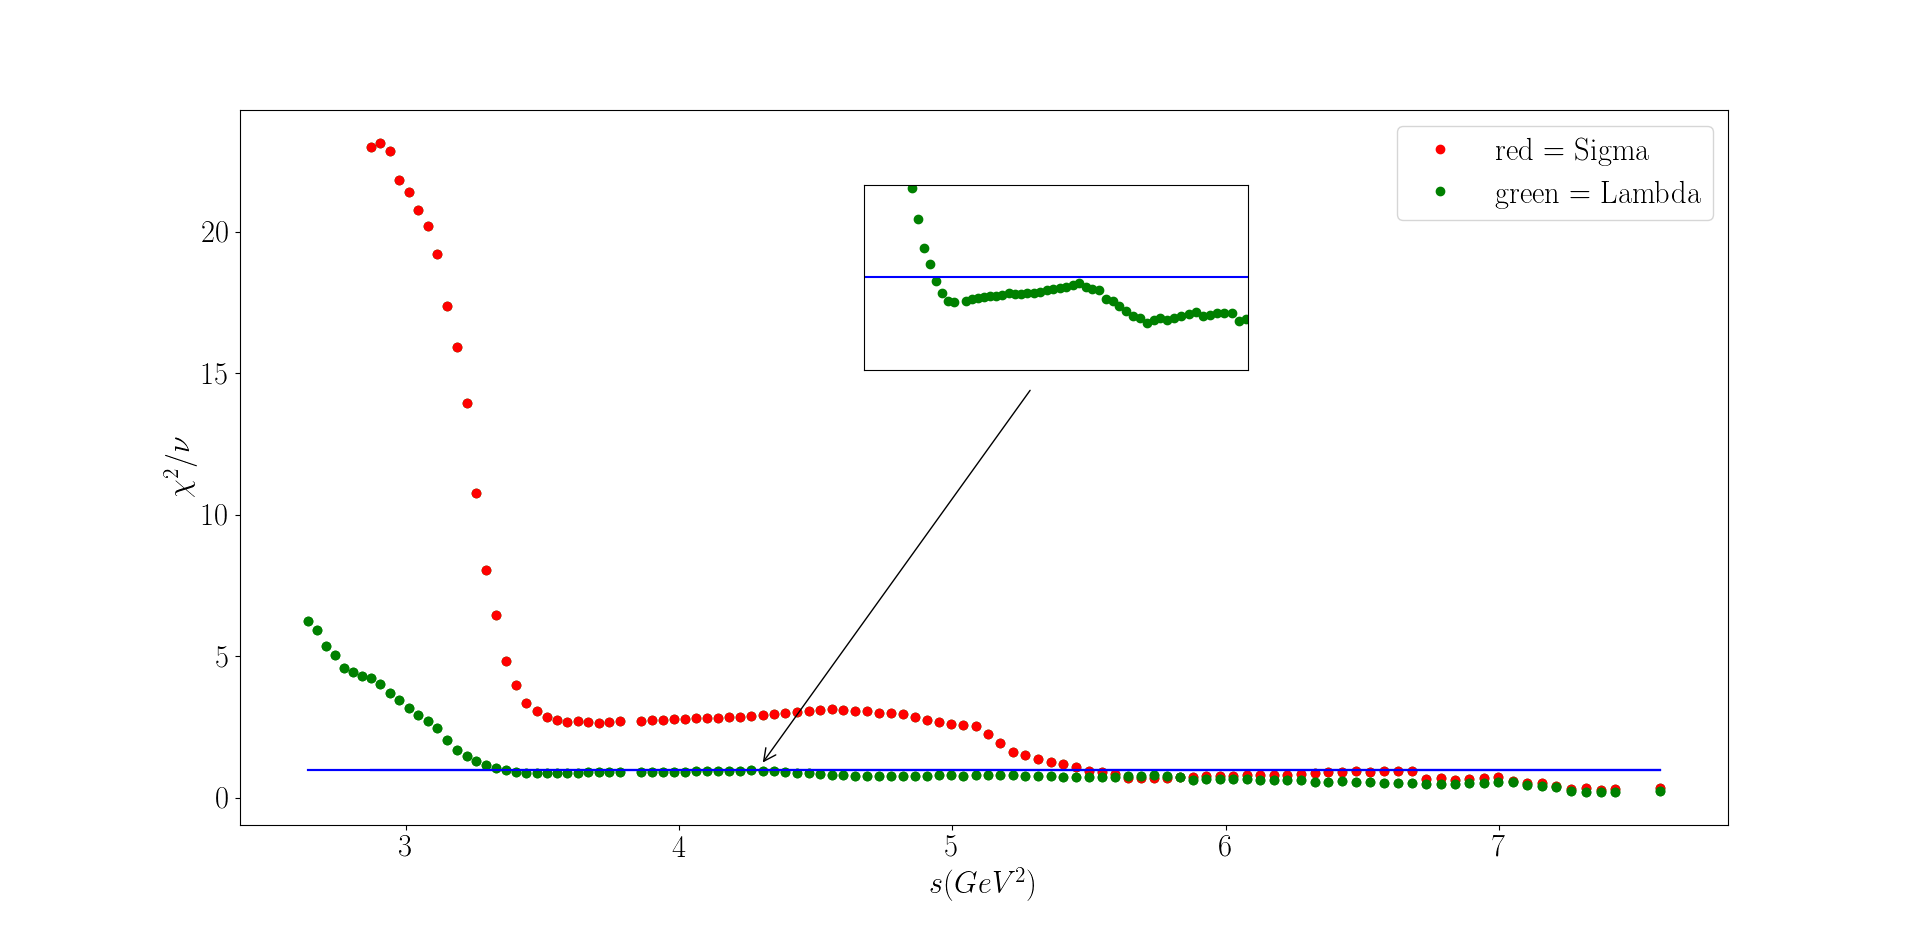 red = Sigma
green = Lambda
20
15
10
5
0
χ²/ν
3 4 5 6 7
s(GeV²)